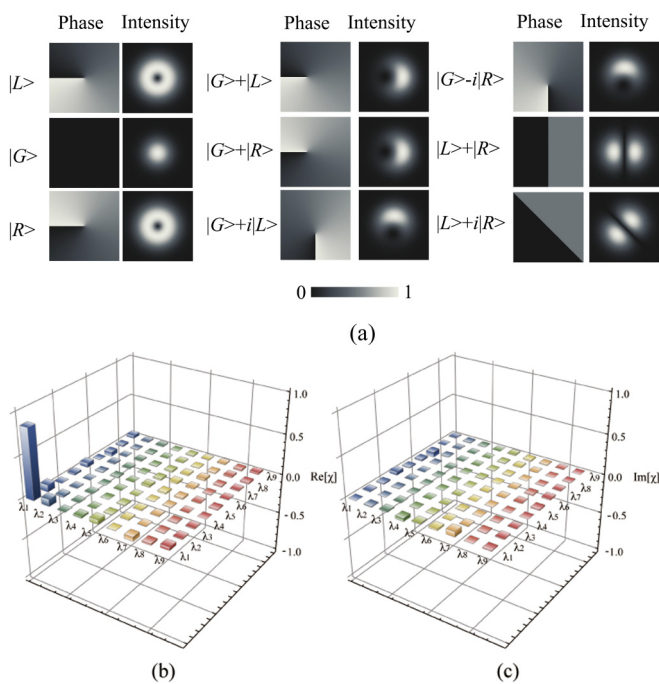 Phase Intensity Phase Intensity Phase Intensity
|L> |G>+|L> |G>-i|R>
|G> |G>+|R> |L>+|R>
|R> |G>+i|L> |L>+i|R>
0 1
(a)
1.0
0.5
0.0
-0.5
-1.0
Re[χ]
λ1 λ2 λ3 λ4 λ5 λ6 λ7 λ8 λ9
λ1 λ2 λ3 λ4 λ5 λ6 λ7 λ8 λ9
(b)
1.0
0.5
0.0
-0.5
-1.0
Im[χ]
λ1 λ2 λ3 λ4 λ5 λ6 λ7 λ8 λ9
λ1 λ2 λ3 λ4 λ5 λ6 λ7 λ8 λ9
(c)